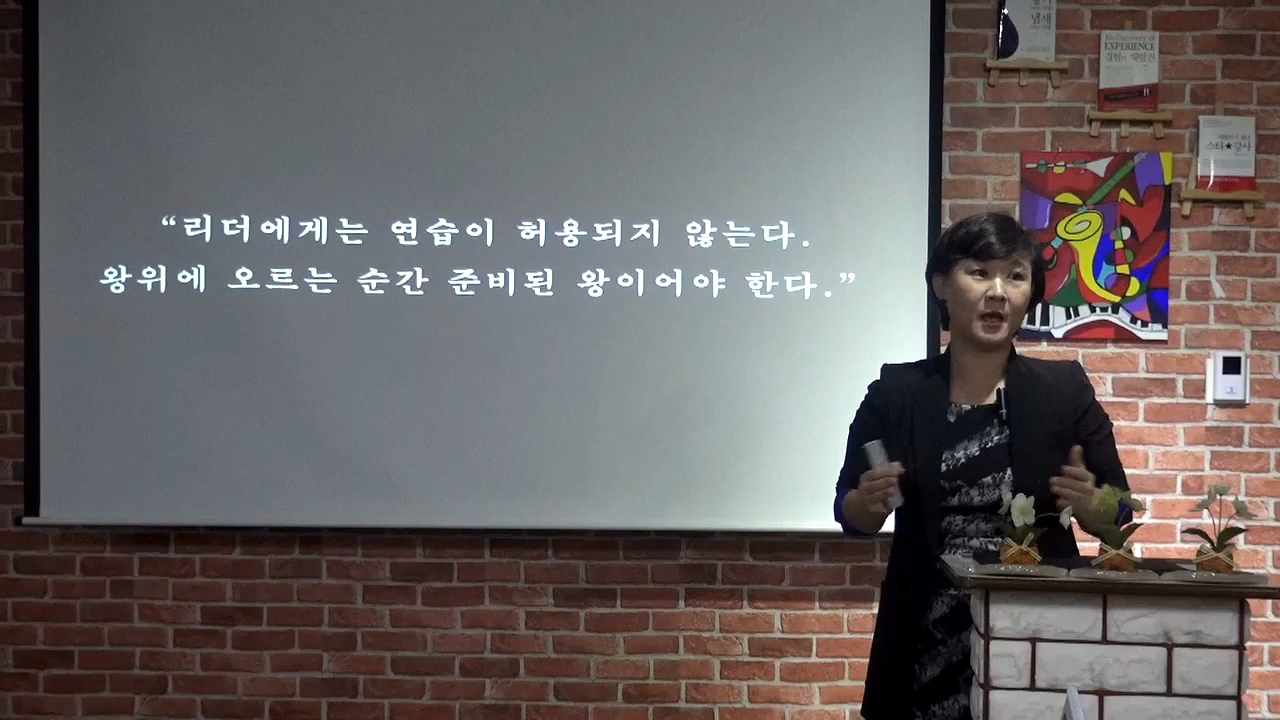 “리더에게는 연습이 허용되지 않는다.
왕위에 오르는 순간 준비된 왕이어야 한다.”
냄새
EXPERIENCE
경험의 재발견
스타★강사